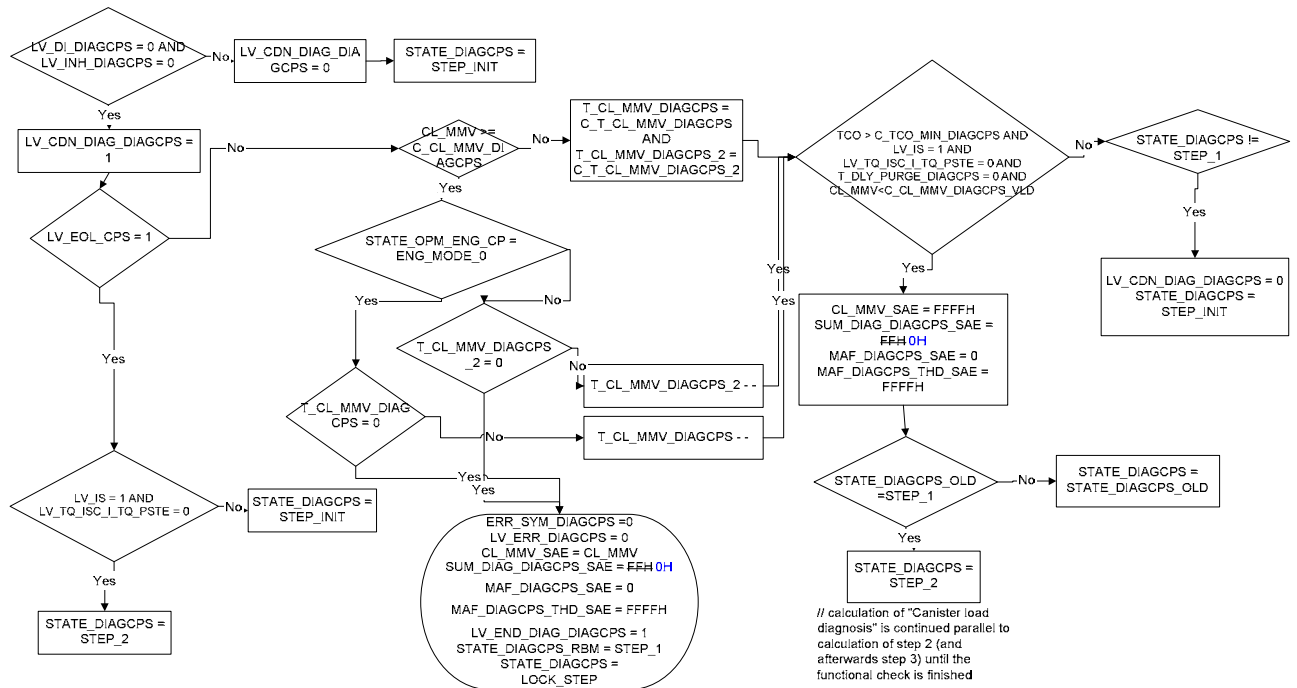 LV_DI_DIAGCPS = 0 AND
LV_INH_DIAGCPS = 0
No
LV_CDN_DIAG_DIA
GCPS = 0
STATE_DIAGCPS =
STEP_INIT
Yes
LV_CDN_DIAG_DIAGCPS =
1
LV_EOL_CPS = 1
No
Yes
LV_IS = 1 AND
LV_TQ_ISC_I_TQ_PSTE = 0
No
STATE_DIAGCPS =
STEP_INIT
Yes
STATE_DIAGCPS =
STEP_2
CL_MMV >=
C_CL_MMV_DI
AGCPS
No
T_CL_MMV_DIAGCPS =
C_T_CL_MMV_DIAGCPS
AND
T_CL_MMV_DIAGCPS_2 =
C_T_CL_MMV_DIAGCPS_2
Yes
STATE_OPM_ENG_CP =
ENG_MODE_0
Yes
No
T_CL_MMV_DIAGCPS
_2 = 0
No
T_CL_MMV_DIAGCPS_2 - -
T_CL_MMV_DIAG
CPS = 0
No
T_CL_MMV_DIAGCPS - -
Yes
Yes
Yes
Yes
ERR_SYM_DIAGCPS =0
LV_ERR_DIAGCPS = 0
CL_MMV_SAE = CL_MMV
SUM_DIAG_DIAGCPS_SAE = FFH 0H
MAF_DIAGCPS_SAE = 0
MAF_DIAGCPS_THD_SAE = FFFFH
LV_END_DIAG_DIAGCPS = 1
STATE_DIAGCPS_RBM = STEP_1
STATE_DIAGCPS =
LOCK_STEP
TCO > C_TCO_MIN_DIAGCPS AND
LV_IS = 1 AND
LV_TQ_ISC_I_TQ_PSTE = 0 AND
T_DLY_PURGE_DIAGCPS = 0 AND
CL_MMV<C_CL_MMV_DIAGCPS_VLD
No
STATE_DIAGCPS !=
STEP_1
Yes
LV_CDN_DIAG_DIAGCPS = 0
STATE_DIAGCPS =
STEP_INIT
Yes
CL_MMV_SAE = FFFFH
SUM_DIAG_DIAGCPS_SAE =
FFH 0H
MAF_DIAGCPS_SAE = 0
MAF_DIAGCPS_THD_SAE =
FFFFH
STATE_DIAGCPS_OLD
=STEP_1
No
STATE_DIAGCPS =
STATE_DIAGCPS_OLD
Yes
STATE_DIAGCPS =
STEP_2
// calculation of "Canister load
diagnosis" is continued parallel to
calculation of step 2 (and
afterwards step 3) until the
functional check is finished